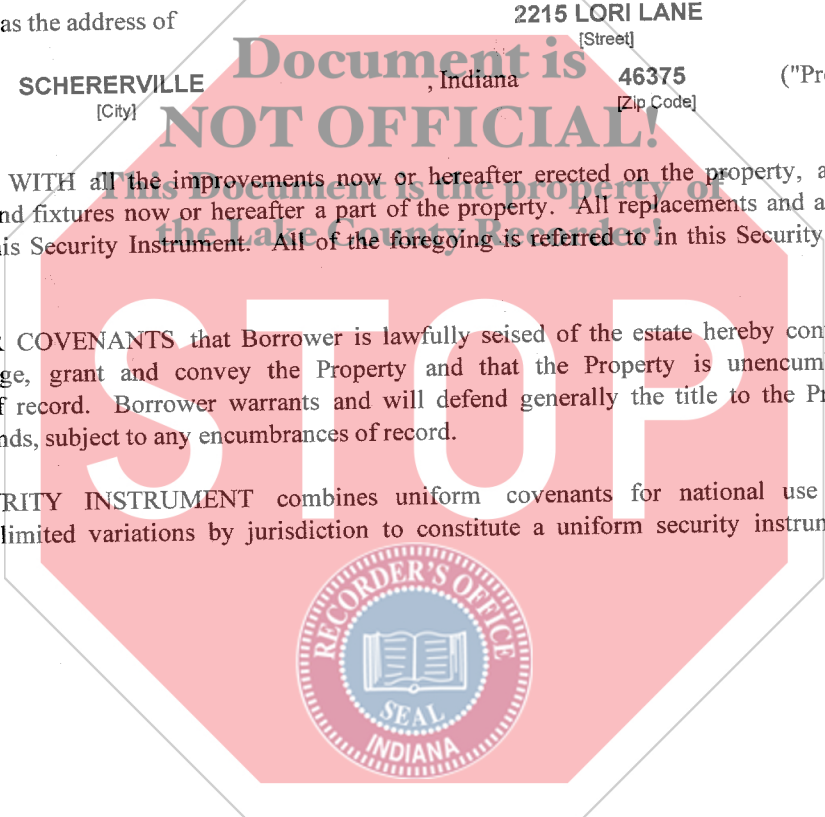 as the address of 2215 LORI LANE
[Street]
SCHERERVILLE , Indiana 46375 ("Pr
[City] [Zip Code]
Document is
NOT OFFICIAL!
This Document is the property of
the Lake County Recorder!
WITH all the improvements now or hereafter erected on the property, a
nd fixtures now or hereafter a part of the property. All replacements and a
is Security Instrument. All of the foregoing is referred to in this Security
STOP
COVENANTS that Borrower is lawfully seised of the estate hereby con
ge, grant and convey the Property and that the Property is unencum
f record. Borrower warrants and will defend generally the title to the Pr
nds, subject to any encumbrances of record.
RITY INSTRUMENT combines uniform covenants for national use
limited variations by jurisdiction to constitute a uniform security instrum
RECORDER'S OFFICE
SEAL
INDIANA